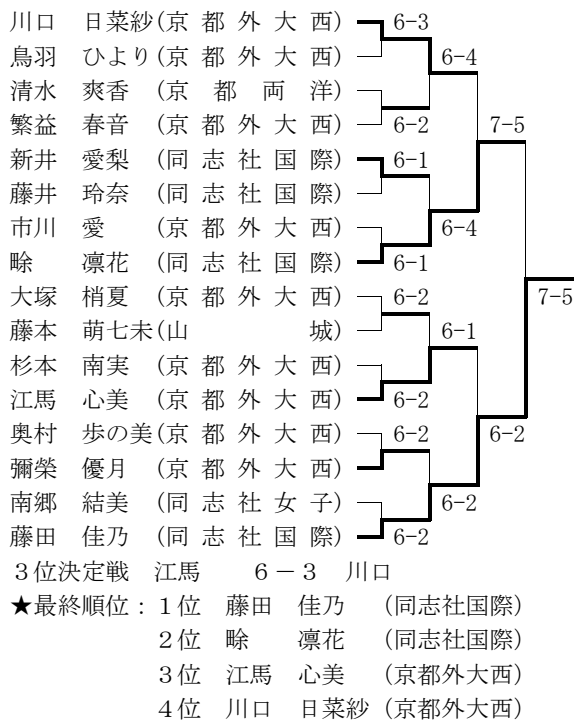 川口 日菜紗(京都外大西) 6-3
鳥羽 ひより(京都外大西) 6-4
清水 爽香 (京都両洋)
繁益 春音 (京都外大西) 6-2 7-5
新井 愛梨 (同志社国際) 6-1
藤井 玲奈 (同志社国際)
市川 愛 (京都外大西) 6-4
畭 凛花 (同志社国際) 6-1
大塚 梢夏 (京都外大西) 6-2 7-5
藤本 萌七未(山城) 6-1
杉本 南実 (京都外大西)
江馬 心美 (京都外大西) 6-2
奥村 歩の美(京都外大西) 6-2 6-2
彌榮 優月 (京都外大西)
南郷 結美 (同志社女子) 6-2
藤田 佳乃 (同志社国際) 6-2
3位決定戦 江馬 6－3 川口
★最終順位：1位 藤田 佳乃 (同志社国際)
2位 畭 凛花 (同志社国際)
3位 江馬 心美 (京都外大西)
4位 川口 日菜紗 (京都外大西)